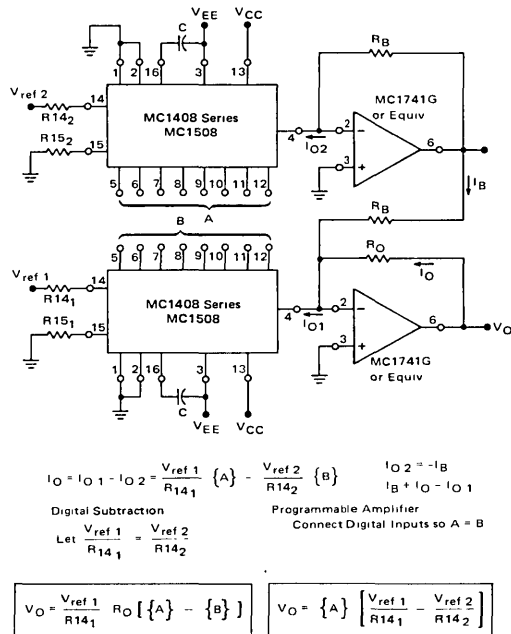 VEE VCC
C
1 2 16 3 13
Vref 2
R14₂
14
MC1408 Series
MC1508
R15₂
15
4
IO2
RB
MC1741G
or Equiv
2
3
6
IB
5 6 7 8 9 10 11 12
A
B
5 6 7 8 9 10 11 12
RB
RO
IO
Vref 1
R14₁
14
MC1408 Series
MC1508
R15₁
15
4
IO1
2
3
6
VO
MC1741G
or Equiv
1 2 16 3 13
C
VEE VCC
IO = IO1 - IO2 = Vref 1 / R14₁ {A} - Vref 2 / R14₂ {B}
IO2 = -IB
IB + IO - IO1
Digital Subtraction
Let Vref 1 / R14₁ = Vref 2 / R14₂
Programmable Amplifier
Connect Digital Inputs so A = B
VO = Vref 1 / R14₁ RO [ {A} - {B} ]
VO = {A} [ Vref 1 / R14₁ - Vref 2 / R14₂ ]